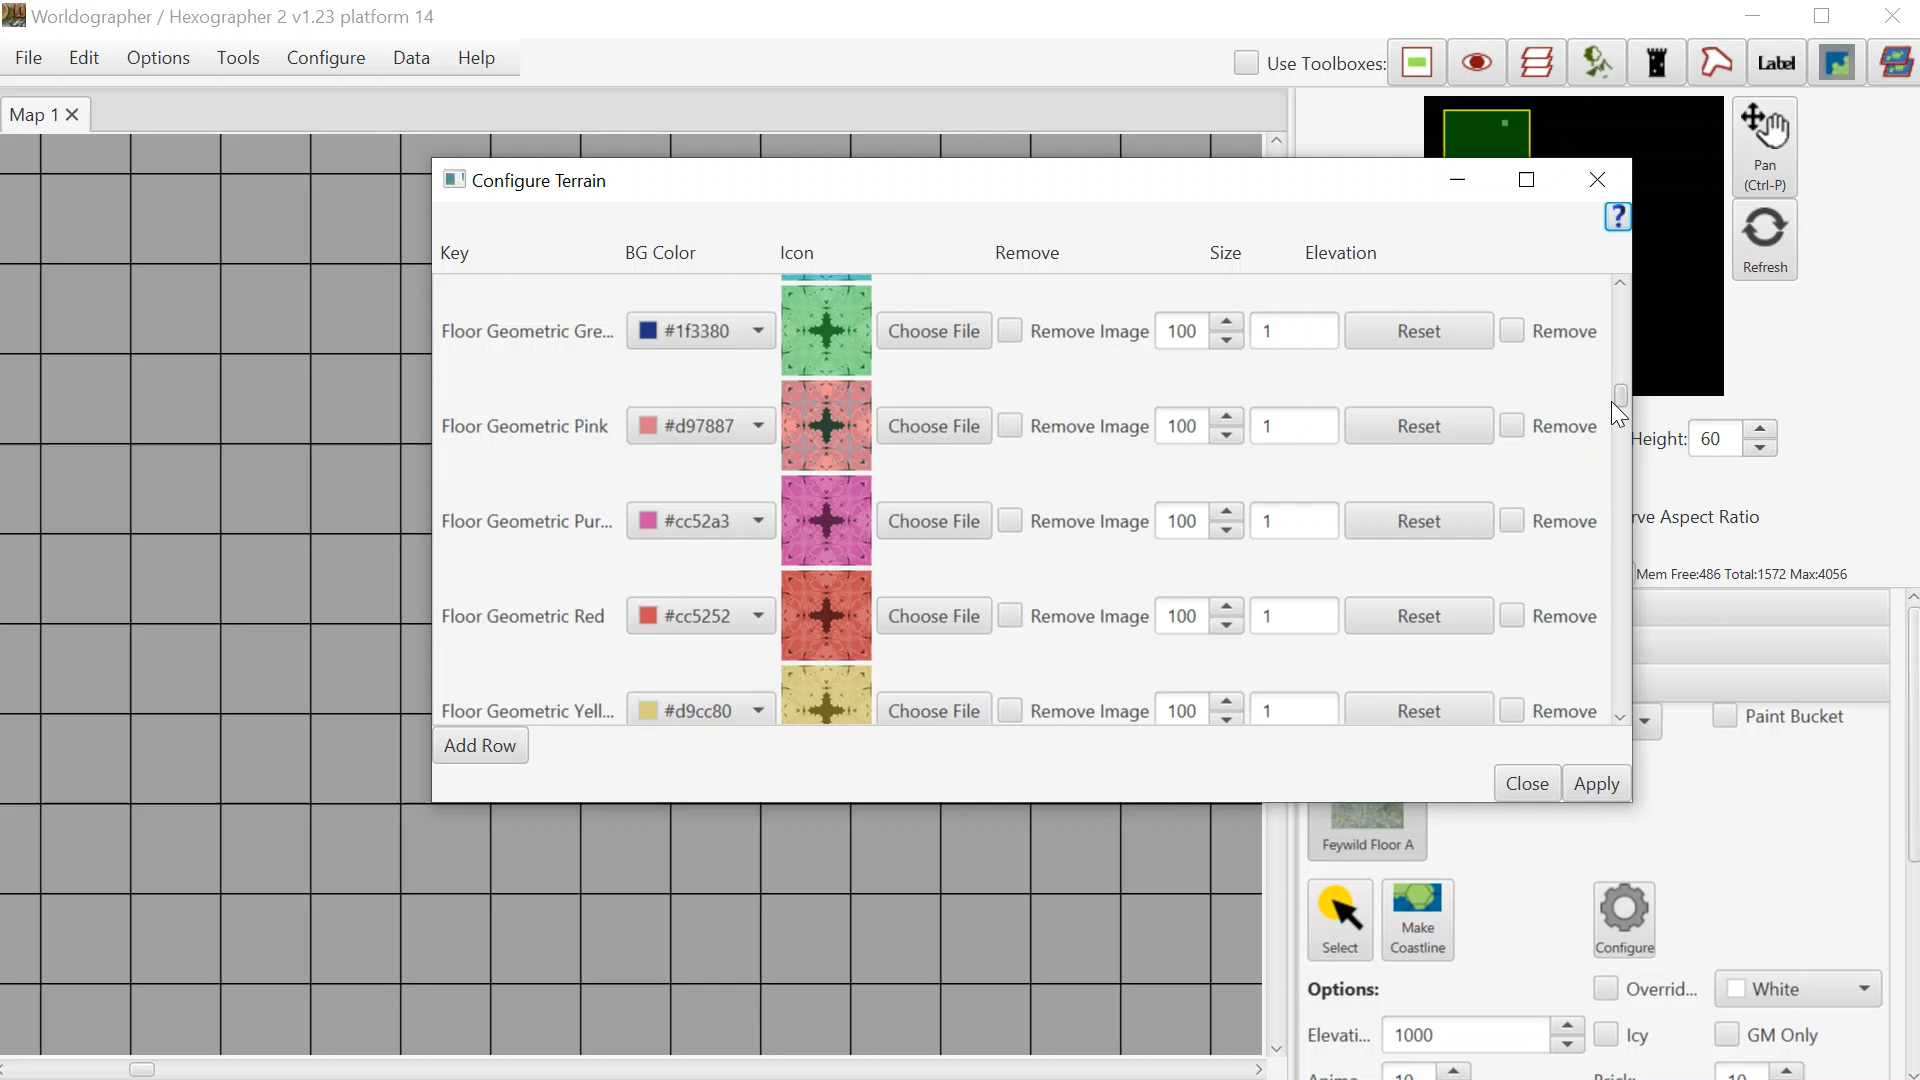 Worldographer / Hexographer 2 v1.23 platform 14
File Edit Options Tools Configure Data Help
Use Toolboxes: Label
Map 1
Pan
(Ctrl-P)
Refresh
Configure Terrain
?
Key BG Color Icon Remove Size Elevation
Floor Geometric Gre... #1f3380 Choose File Remove Image 100 1 Reset Remove
Floor Geometric Pink #d97887 Choose File Remove Image 100 1 Reset Remove
Floor Geometric Pur... #cc52a3 Choose File Remove Image 100 1 Reset Remove
Floor Geometric Red #cc5252 Choose File Remove Image 100 1 Reset Remove
Floor Geometric Yell... #d9cc80 Choose File Remove Image 100 1 Reset Remove
Add Row
Close Apply
Height: 60
rve Aspect Ratio
Mem Free:486 Total:1572 Max:4056
Paint Bucket
Feywild Floor A
Select
Make
Coastline
Configure
Options: Overrid... White
Elevati... 1000 Icy GM Only
10 10